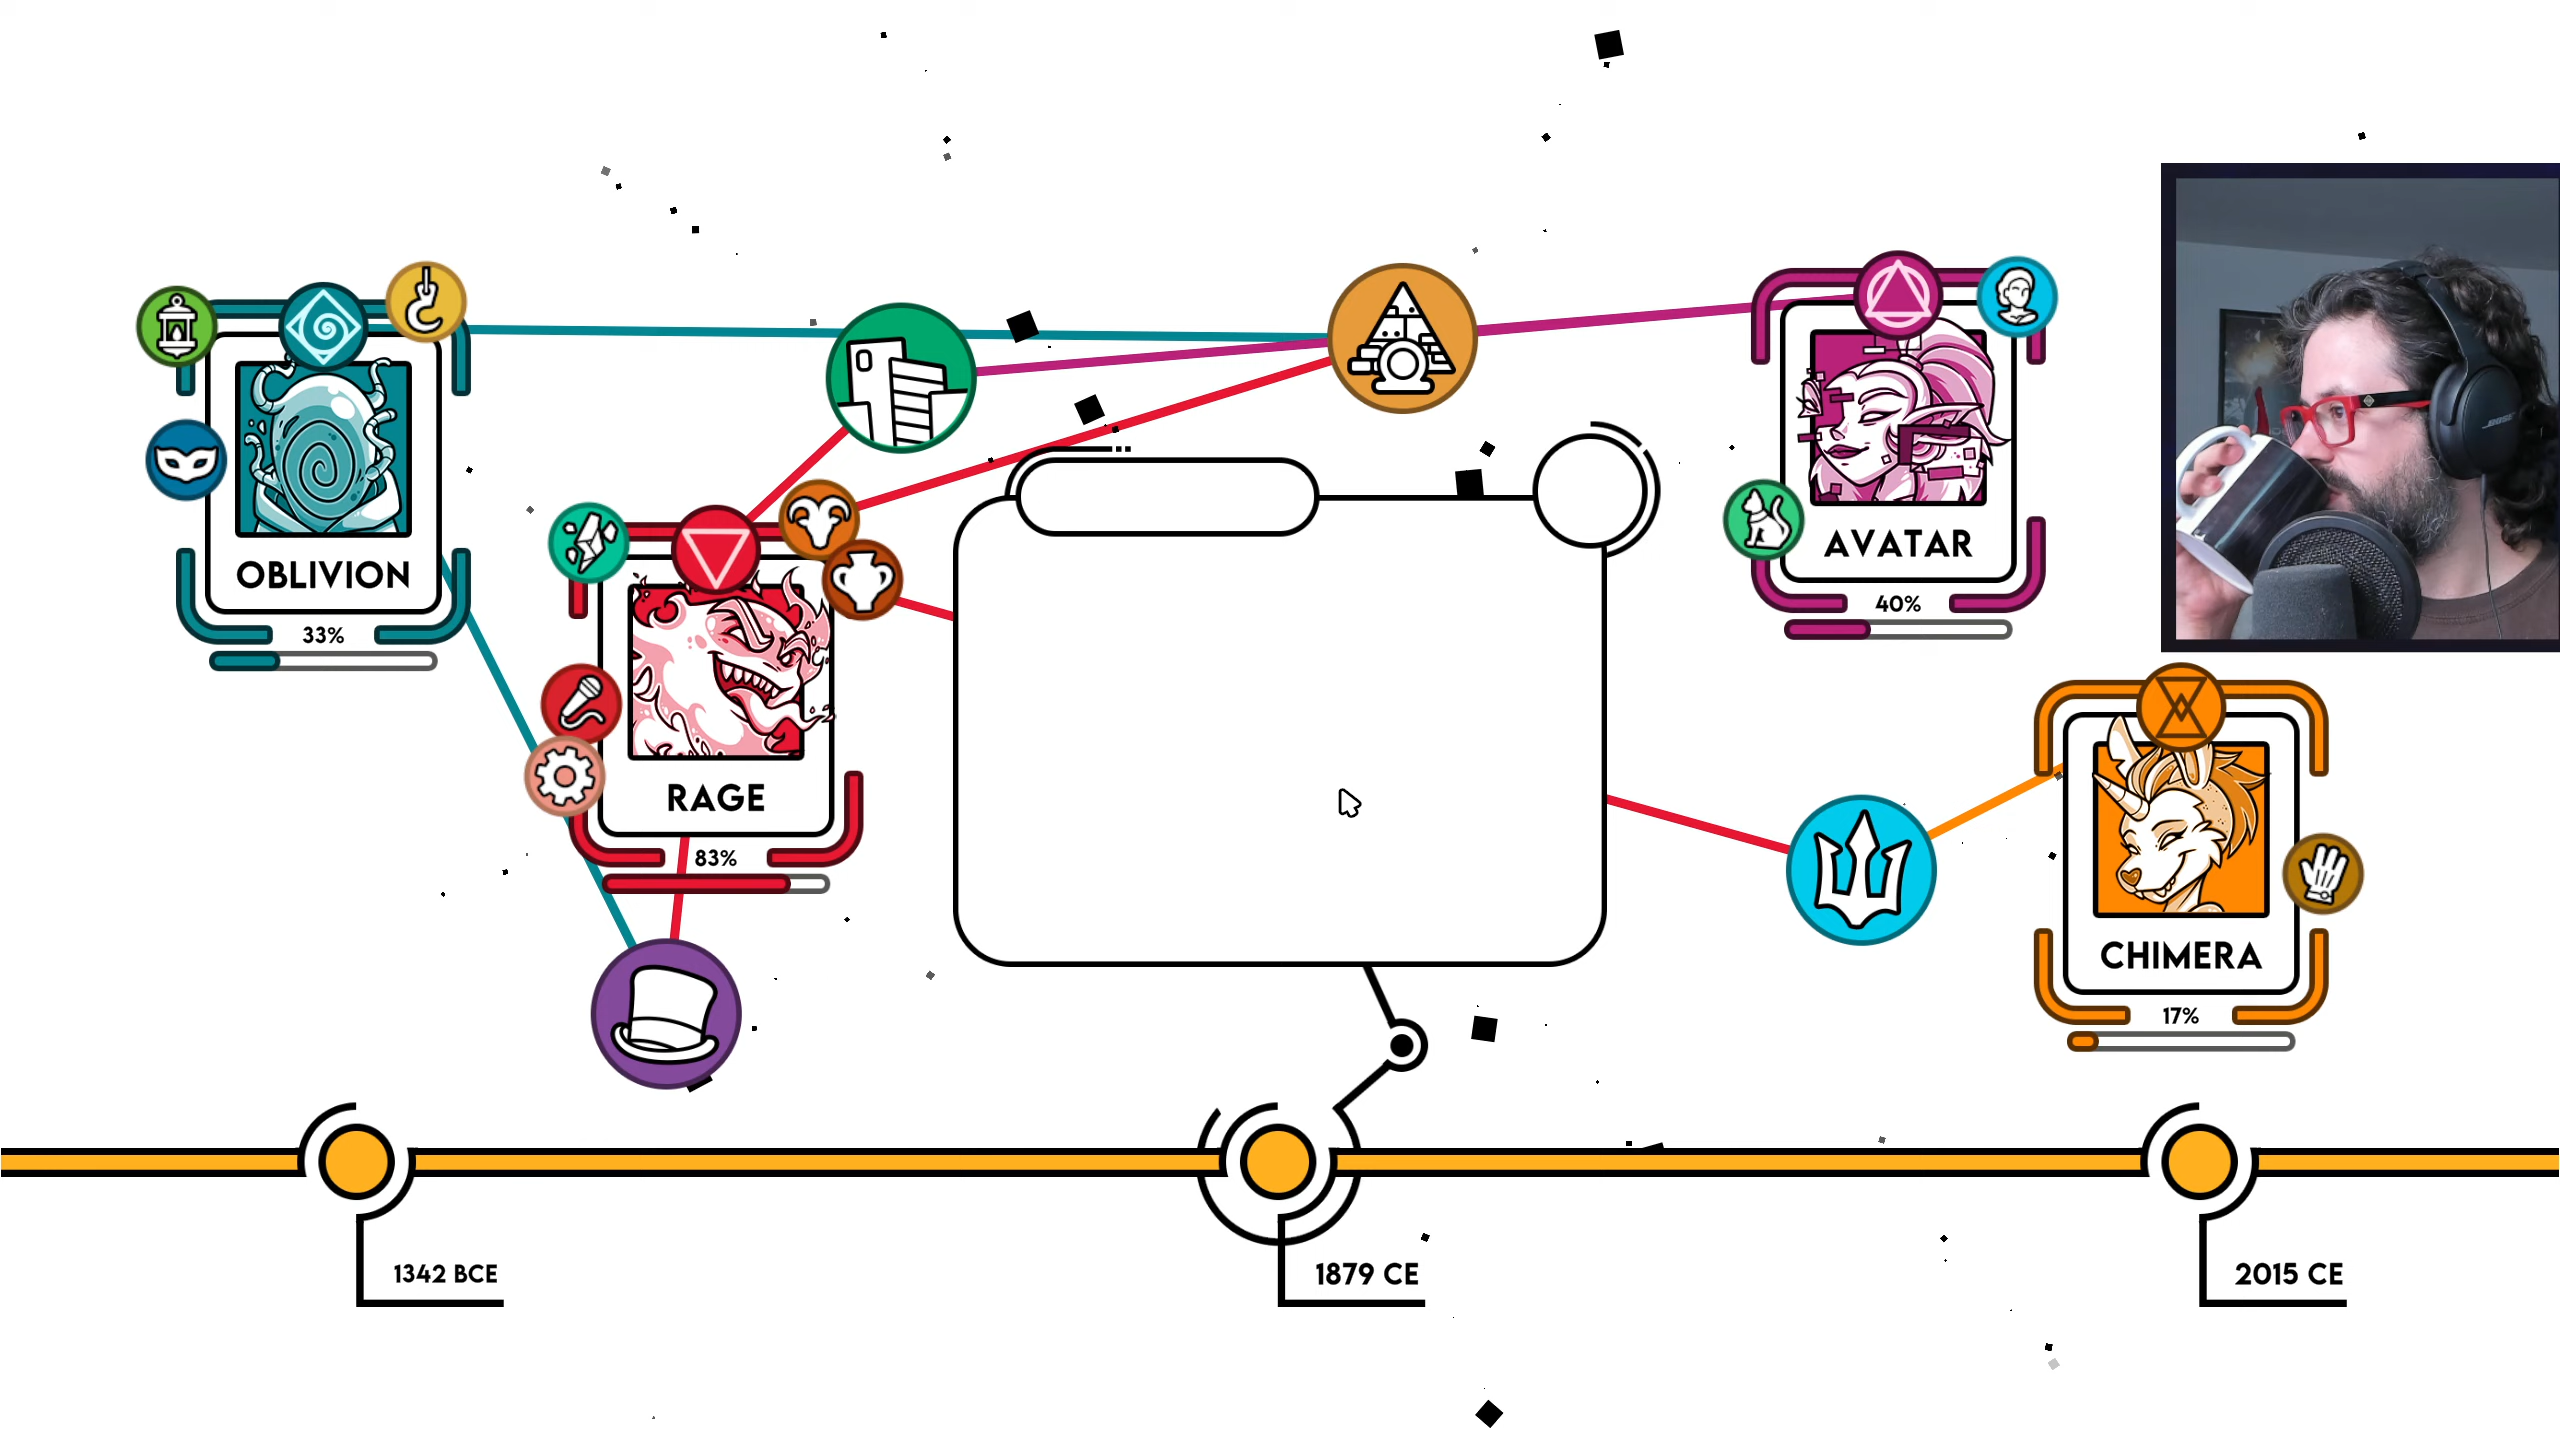 OBLIVION
33%
RAGE
83%
AVATAR
40%
CHIMERA
17%
1342 BCE
1879 CE
2015 CE